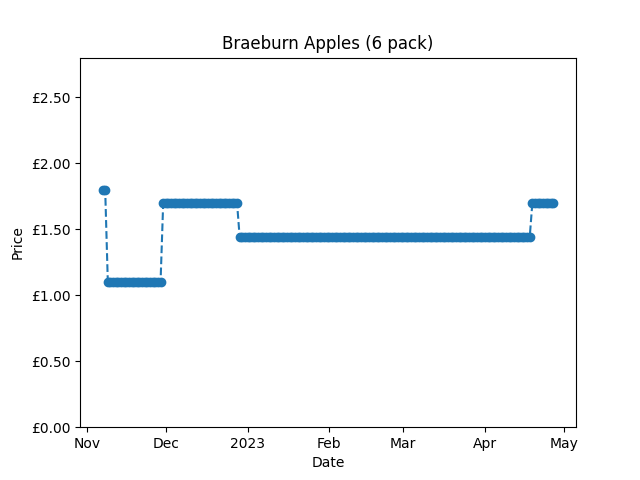 Braeburn Apples (6 pack)
£2.50
£2.00
£1.50
£1.00
£0.50
£0.00
Price
Nov Dec 2023 Feb Mar Apr May
Date